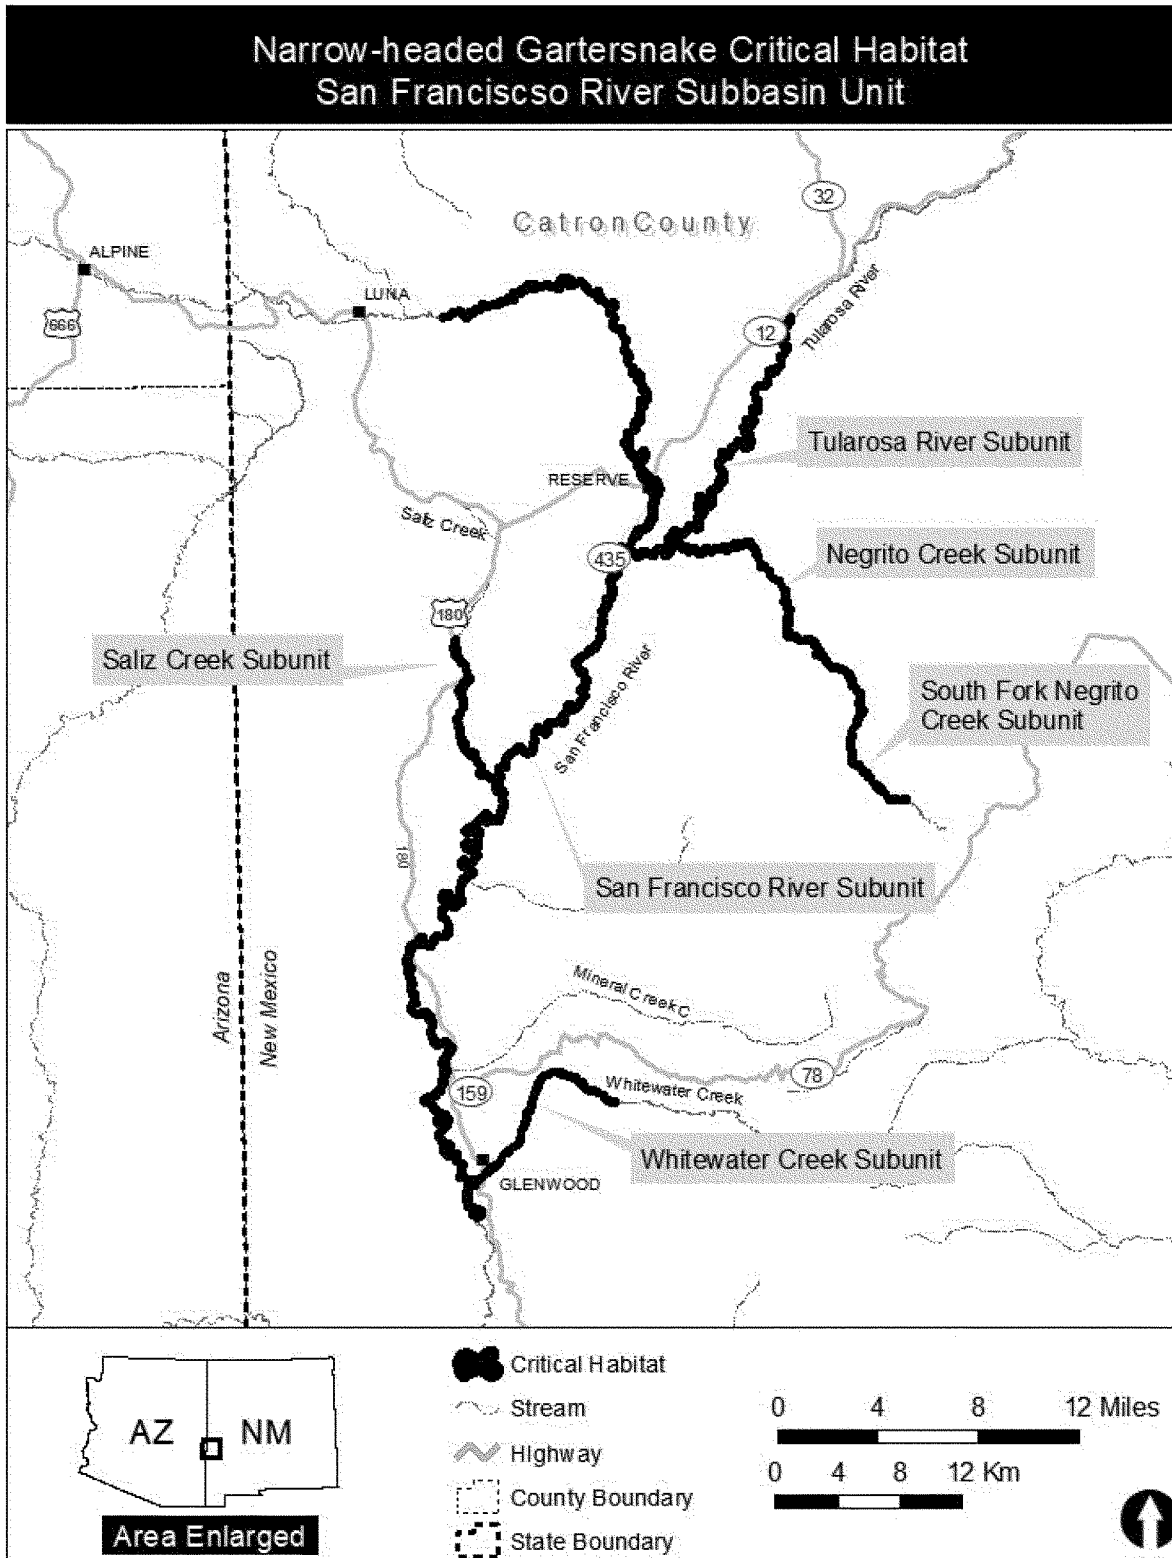 Narrow-headed Gartersnake Critical Habitat
San Franciscso River Subbasin Unit
32
Catron County
ALPINE
LUNA
666
12
Tularosa River
Tularosa River Subunit
RESERVE
Saliz Creek
Negrito Creek Subunit
435
180
Saliz Creek Subunit
San Francisco River
South Fork Negrito
Creek Subunit
180
San Francisco River Subunit
Arizona
New Mexico
Mineral Creek C
78
159
Whitewater Creek
Whitewater Creek Subunit
GLENWOOD
AZ
NM
Area Enlarged
Critical Habitat
Stream
Highway
County Boundary
State Boundary
0 4 8 12 Miles
0 4 8 12 Km